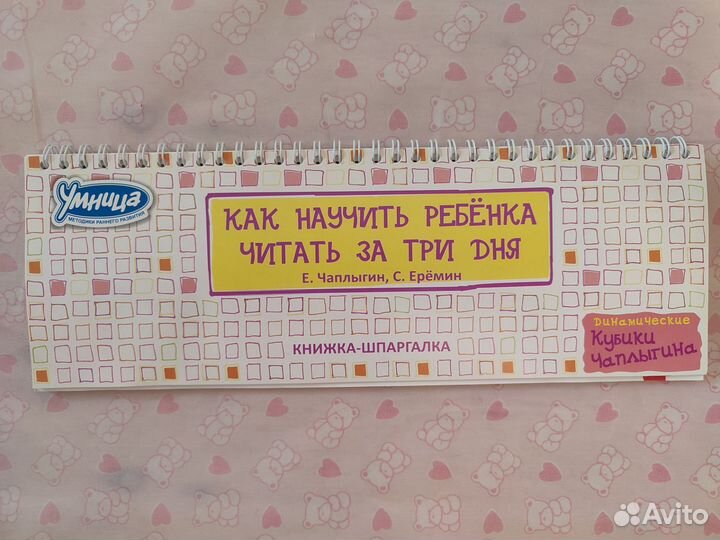 Умница
МЕТОДИКИ РАННЕГО РАЗВИТИЯ
КАК НАУЧИТЬ РЕБЁНКА
ЧИТАТЬ ЗА ТРИ ДНЯ
Е. Чаплыгин, С. Ерёмин
КНИЖКА-ШПАРГАЛКА
Динамические
Кубики
Чаплыгина
Avito